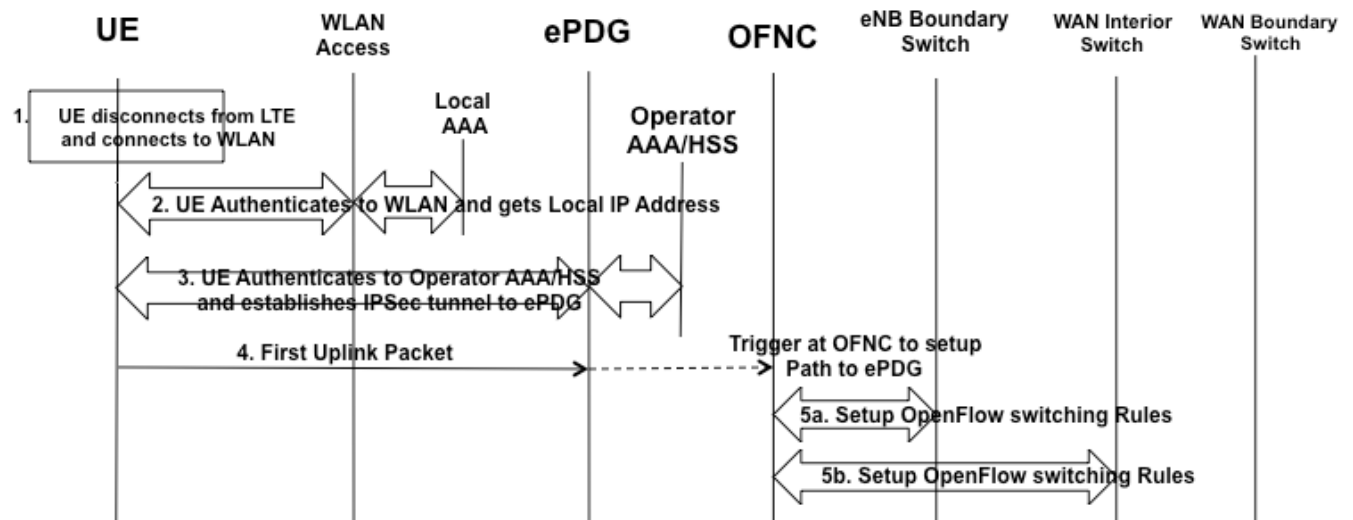 UE
WLAN
Access
ePDG
OFNC
eNB Boundary
Switch
WAN Interior
Switch
WAN Boundary
Switch
1. UE disconnects from LTE
and connects to WLAN
Local
AAA
Operator
AAA/HSS
2. UE Authenticates to WLAN and gets Local IP Address
3. UE Authenticates to Operator AAA/HSS
and establishes IPSec tunnel to ePDG
4. First Uplink Packet
Trigger at OFNC to setup
Path to ePDG
5a. Setup OpenFlow switching Rules
5b. Setup OpenFlow switching Rules